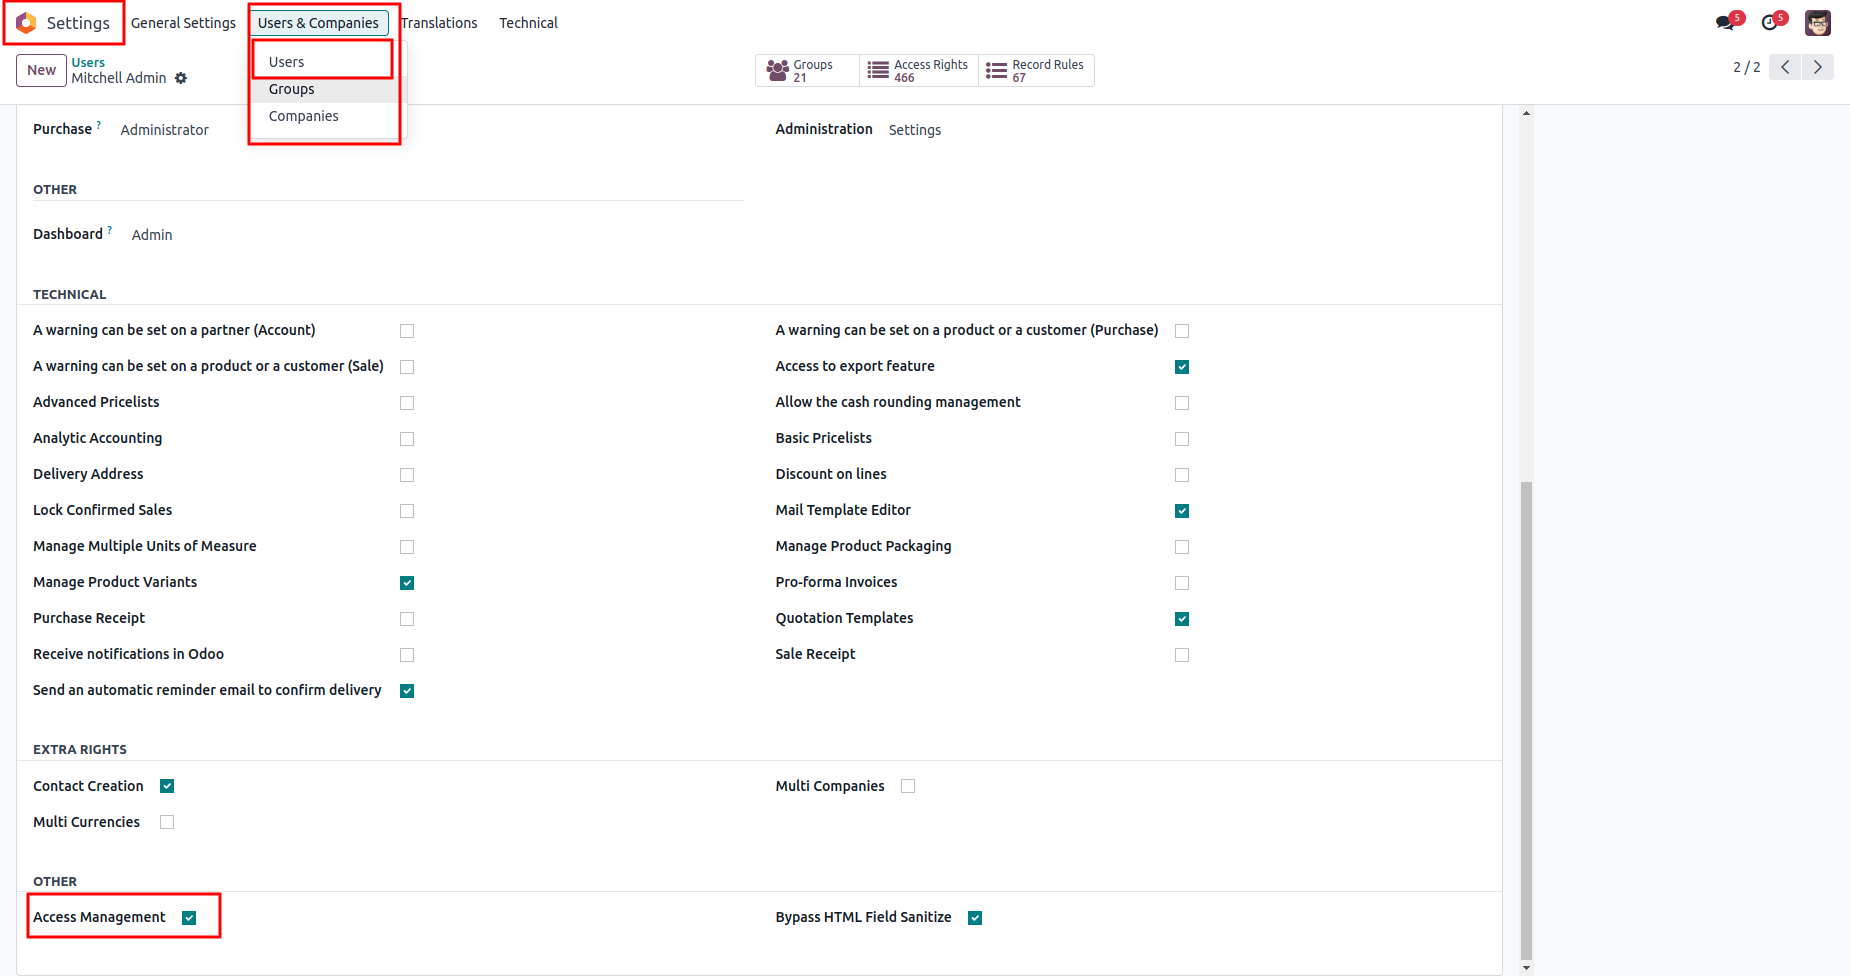 Settings General Settings Users & Companies Translations Technical 5 5
New Users Mitchell Admin
Users
Groups
Companies
Groups 21 Access Rights 466 Record Rules 67
2 / 2
Purchase ? Administrator Administration Settings
OTHER
Dashboard ? Admin
TECHNICAL
A warning can be set on a partner (Account) A warning can be set on a product or a customer (Purchase)
A warning can be set on a product or a customer (Sale) Access to export feature
Advanced Pricelists Allow the cash rounding management
Analytic Accounting Basic Pricelists
Delivery Address Discount on lines
Lock Confirmed Sales Mail Template Editor
Manage Multiple Units of Measure Manage Product Packaging
Manage Product Variants Pro-forma Invoices
Purchase Receipt Quotation Templates
Receive notifications in Odoo Sale Receipt
Send an automatic reminder email to confirm delivery
EXTRA RIGHTS
Contact Creation Multi Companies
Multi Currencies
OTHER
Access Management Bypass HTML Field Sanitize